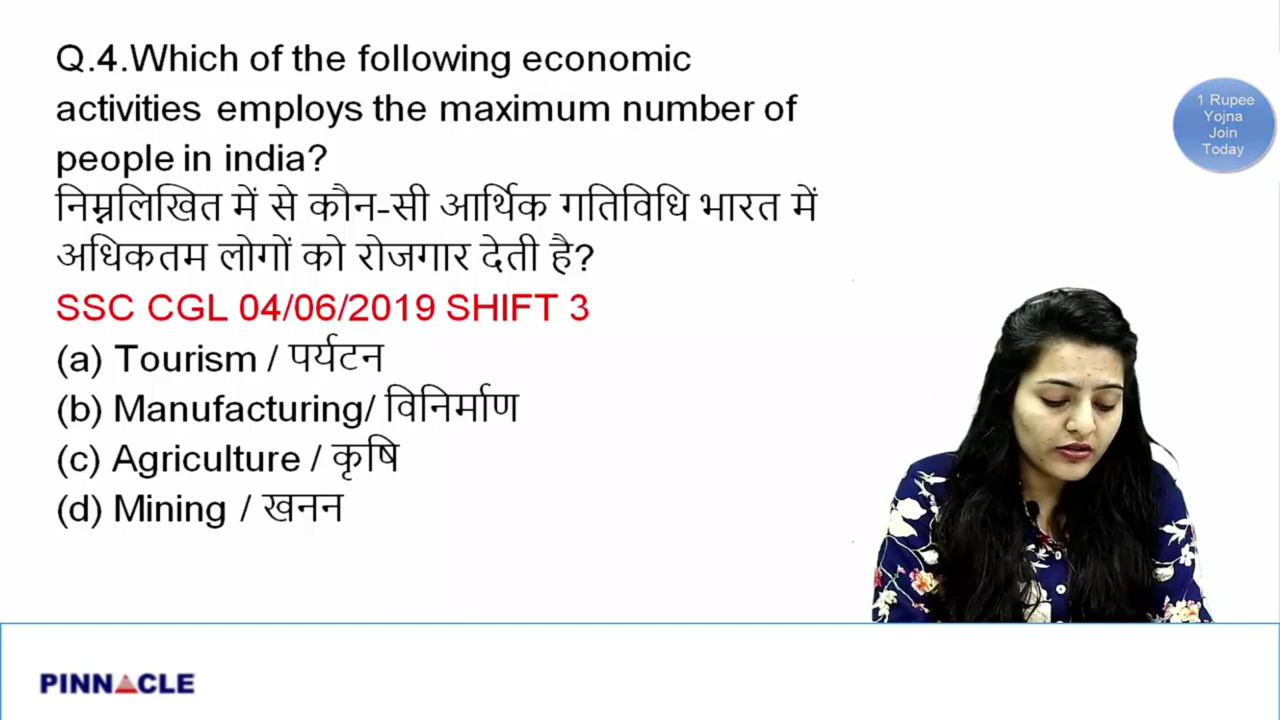 Q.4.Which of the following economic
activities employs the maximum number of
people in india?
निम्नलिखित में से कौन-सी आर्थिक गतिविधि भारत में
अधिकतम लोगों को रोजगार देती है?
SSC CGL 04/06/2019 SHIFT 3
(a) Tourism / पर्यटन
(b) Manufacturing/ विनिर्माण
(c) Agriculture / कृषि
(d) Mining / खनन
1 Rupee
Yojna
Join
Today
PINNACLE